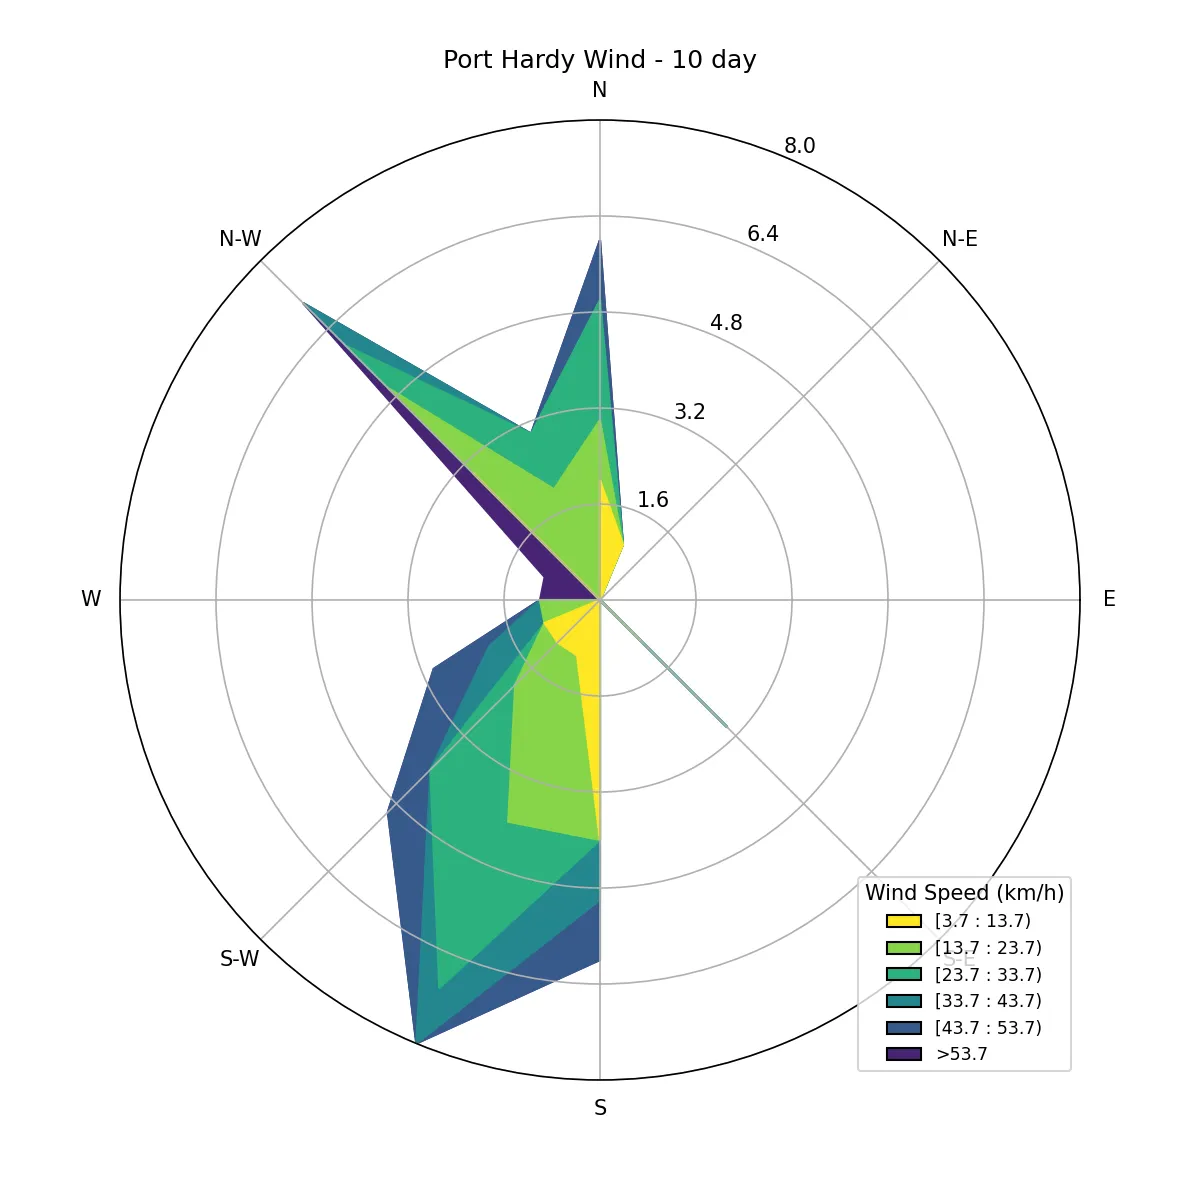 Port Hardy Wind - 10 day
N
8.0
N-W
6.4
N-E
4.8
3.2
1.6
W
E
Wind Speed (km/h)
[3.7 : 13.7)
[13.7 : 23.7)
S-W
S-E
[23.7 : 33.7)
[33.7 : 43.7)
[43.7 : 53.7)
>53.7
S